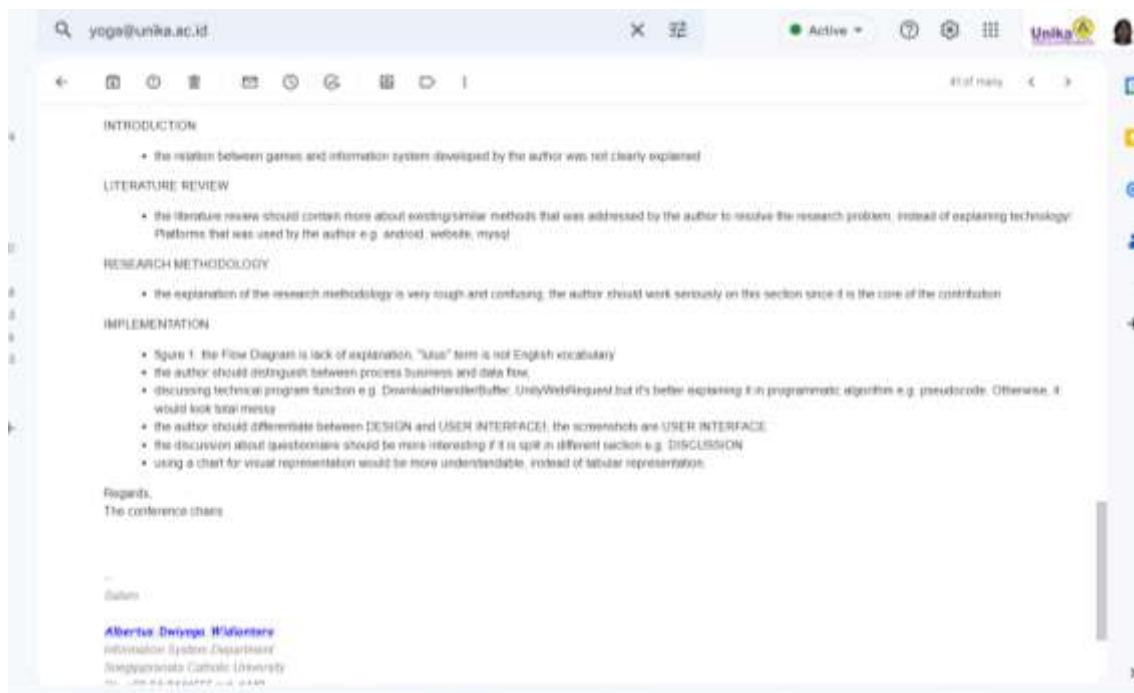 yoga@unika.ac.id
Active
Unika
41 of many
INTRODUCTION
• the relation between games and information system developed by the author was not clearly explained
LITERATURE REVIEW
• the literature review should contain more about existing/similar methods that was addressed by the author to resolve the research problem, instead of explaining technology/
Platforms that was used by the author e.g. android, website, mysql
RESEARCH METHODOLOGY
• the explanation of the research methodology is very rough and confusing, the author should work seriously on this section since it is the core of the contribution
IMPLEMENTATION
• figure 1. the Flow Diagram is lack of explanation, "lulus" term is not English vocabulary
• the author should distinguish between process business and data flow,
• discussing technical program function e.g. DownloadHandlerBuffer, UnityWebRequest but it's better explaining it in programmatic algorithm e.g. pseudocode. Otherwise, it
would look total messy
• the author should differentiate between DESIGN and USER INTERFACE!, the screenshots are USER INTERFACE
• the discussion about questionnaire should be more interesting if it is split in different section e.g. DISCUSSION
• using a chart for visual representation would be more understandable, instead of tabular representation.
Regards,
The conference chairs
--
Salam
Albertus Dwiyoga Widiantoro
Information System Department
Soegijapranata Catholic University